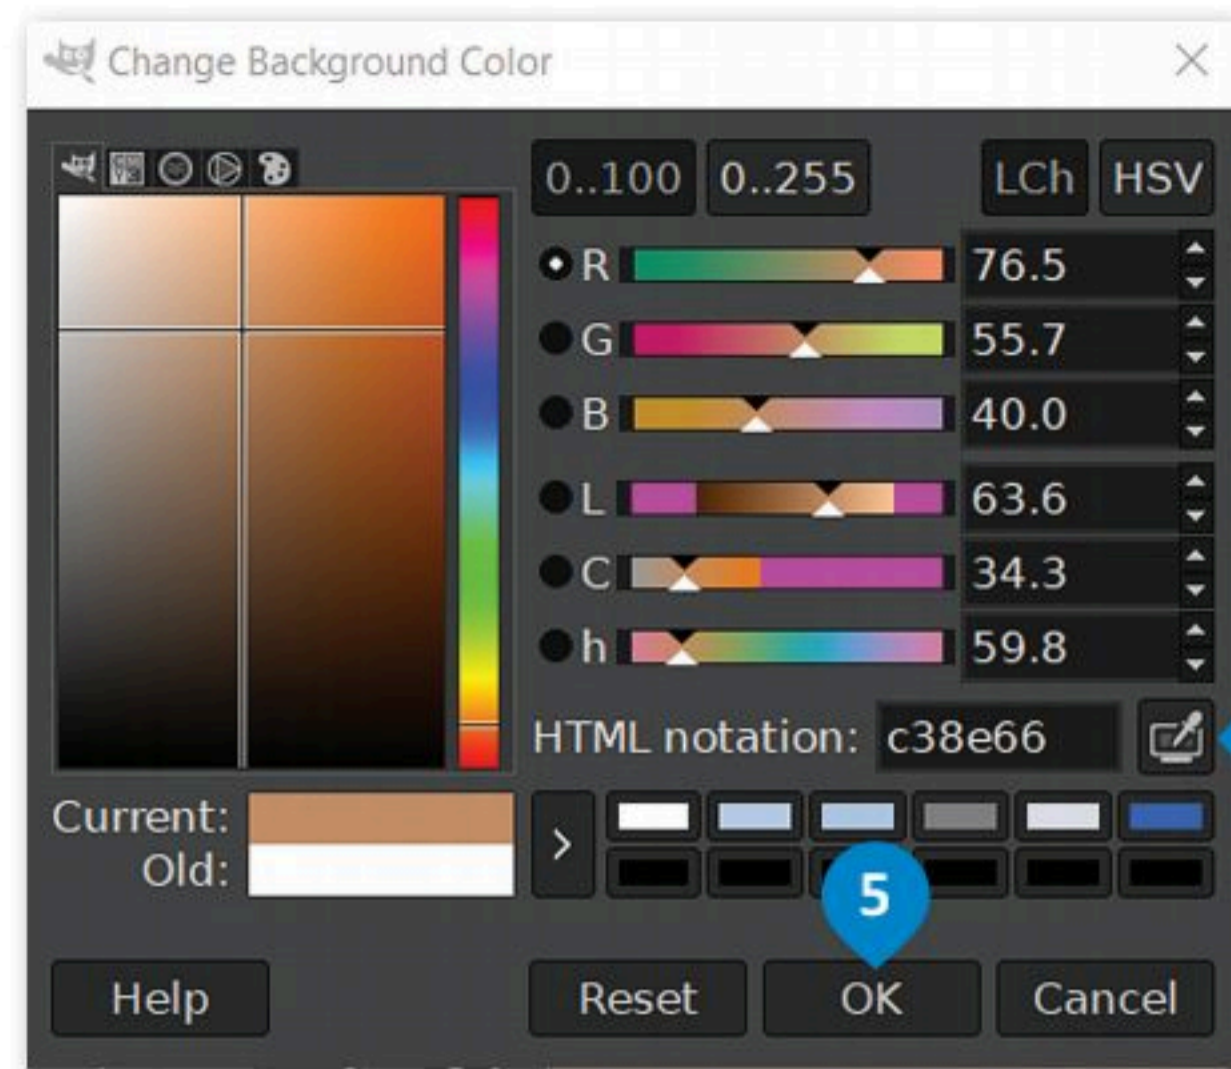 Change Background Color
0..100 0..255 LCh HSV
R 76.5
G 55.7
B 40.0
L 63.6
C 34.3
h 59.8
HTML notation: c38e66
Current:
Old:
>
5
Help Reset OK Cancel